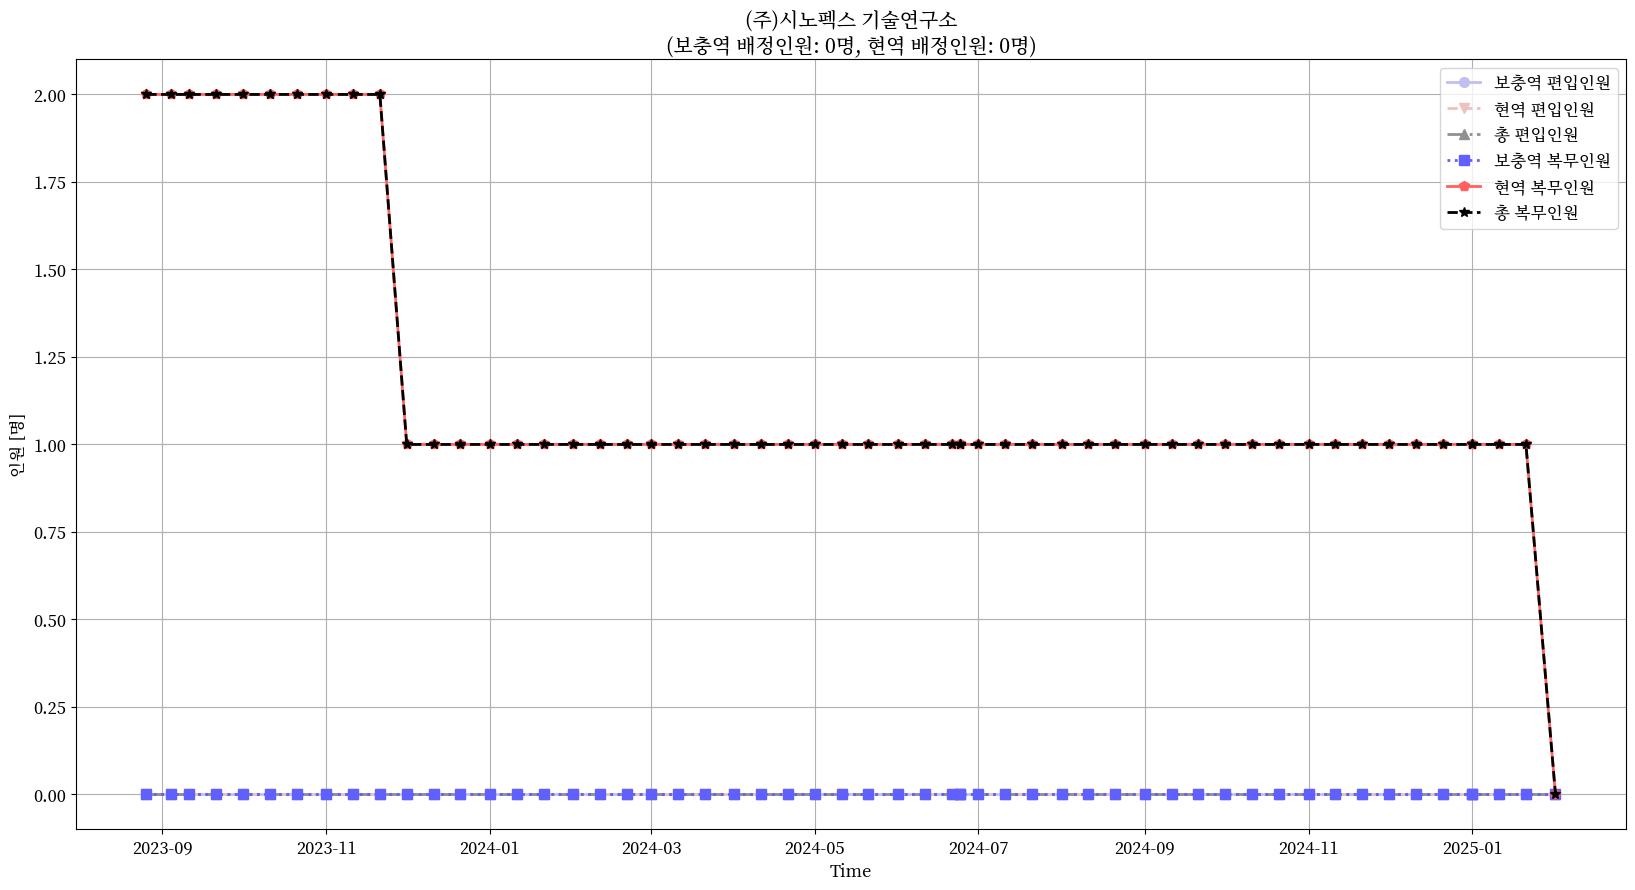 (주)시노펙스 기술연구소
(보충역 배정인원: 0명, 현역 배정인원: 0명)
보충역 편입인원
현역 편입인원
총 편입인원
보충역 복무인원
현역 복무인원
총 복무인원
인원 [명]
2.00
1.75
1.50
1.25
1.00
0.75
0.50
0.25
0.00
2023-09 2023-11 2024-01 2024-03 2024-05 2024-07 2024-09 2024-11 2025-01
Time